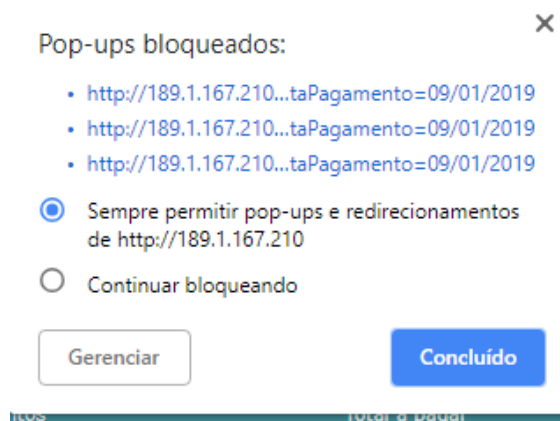 Pop-ups bloqueados:
http://189.1.167.210...taPagamento=09/01/2019
http://189.1.167.210...taPagamento=09/01/2019
http://189.1.167.210...taPagamento=09/01/2019
Sempre permitir pop-ups e redirecionamentos
de http://189.1.167.210
Continuar bloqueando
Gerenciar Concluído